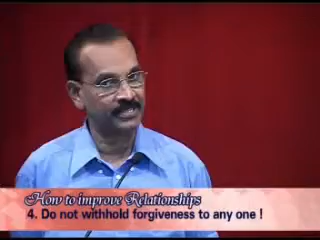 How to improve Relationships
4. Do not withhold forgiveness to any one !